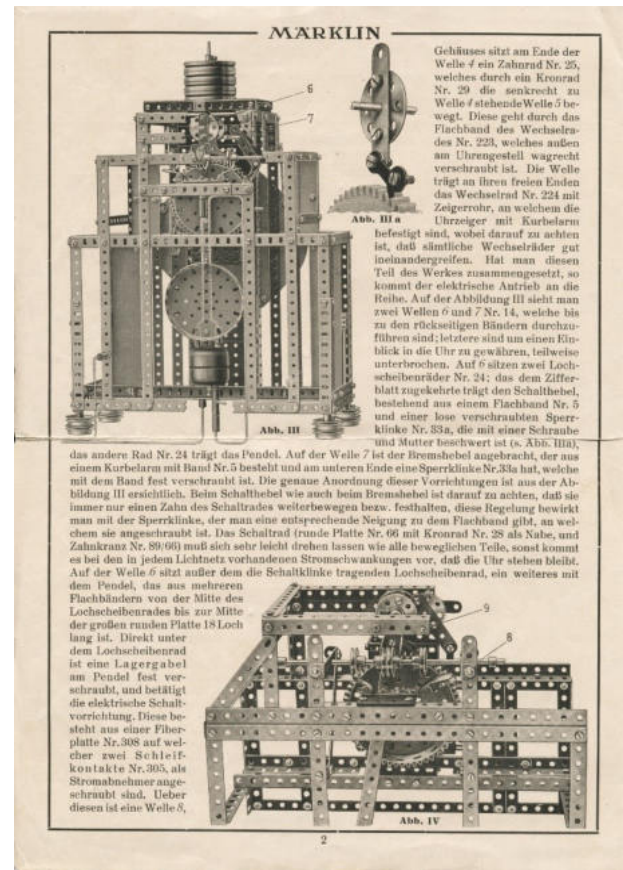 MÄRKLIN
6
7
Abb. III a
Abb. III
Gehäuses sitzt am Ende der
Welle 4 ein Zahnrad Nr. 25,
welches durch ein Kronrad
Nr. 29 die senkrecht zu
Welle 4 stehende Welle 5 be-
wegt. Diese geht durch das
Flachband des Wechselra-
des Nr. 223, welches außen
am Uhrengestell wagrecht
verschraubt ist. Die Welle
trägt an ihren freien Enden
das Wechselrad Nr. 224 mit
Zeigerrohr, an welchem die
Uhrzeiger mit Kurbelarm
befestigt sind, wobei darauf zu achten
ist, daß sämtliche Wechselräder gut
ineinandergreifen. Hat man diesen
Teil des Werkes zusammengesetzt, so
kommt der elektrische Antrieb an die
Reihe. Auf der Abbildung III sieht man
zwei Wellen 6 und 7 Nr. 14, welche bis
zu den rückseitigen Bändern durchzu-
führen sind; letztere sind um einen Ein-
blick in die Uhr zu gewähren, teilweise
unterbrochen. Auf 6 sitzen zwei Loch-
scheibenräder Nr. 24; das dem Ziffer-
blatt zugekehrte trägt den Schalthebel,
bestehend aus einem Flachband Nr. 5
und einer lose verschraubten Sperr-
klinke Nr. 33a, die mit einer Schraube
und Mutter beschwert ist (s. Abb. IIIa),
das andere Rad Nr. 24 trägt das Pendel. Auf der Welle 7 ist der Bremshebel angebracht, der aus
einem Kurbelarm mit Band Nr. 5 besteht und am unteren Ende eine Sperrklinke Nr. 33a hat, welche
mit dem Band fest verschraubt ist. Die genaue Anordnung dieser Vorrichtungen ist aus der Ab-
bildung III ersichtlich. Beim Schalthebel wie auch beim Bremshebel ist darauf zu achten, daß sie
immer nur einen Zahn des Schaltrades weiterbewegen bezw. festhalten, diese Regelung bewirkt
man mit der Sperrklinke, der man eine entsprechende Neigung zu dem Flachband gibt, an wel-
chem sie angeschraubt ist. Das Schaltrad (runde Platte Nr. 66 mit Kronrad Nr. 28 als Nabe, und
Zahnkranz Nr. 89/66) muß sich sehr leicht drehen lassen wie alle beweglichen Teile, sonst kommt
es bei den in jedem Lichtnetz vorhandenen Stromschwankungen vor, daß die Uhr stehen bleibt.
Auf der Welle 6 sitzt außer dem die Schaltklinke tragenden Lochscheibenrad, ein weiteres mit
dem Pendel, das aus mehreren
Flachbändern von der Mitte des
Lochscheibenrades bis zur Mitte
der großen runden Platte 18 Loch
lang ist. Direkt unter
dem Lochscheibenrad
ist eine Lagergabel
am Pendel fest ver-
schraubt, und betätigt
die elektrische Schalt-
vorrichtung. Diese be-
steht aus einer Fiber-
platte Nr. 308 auf wel-
cher zwei Schleif-
kontakte Nr. 305, als
Stromabnehmer ange-
schraubt sind. Ueber
diesen ist eine Welle 8,
9
8
Abb. IV
2